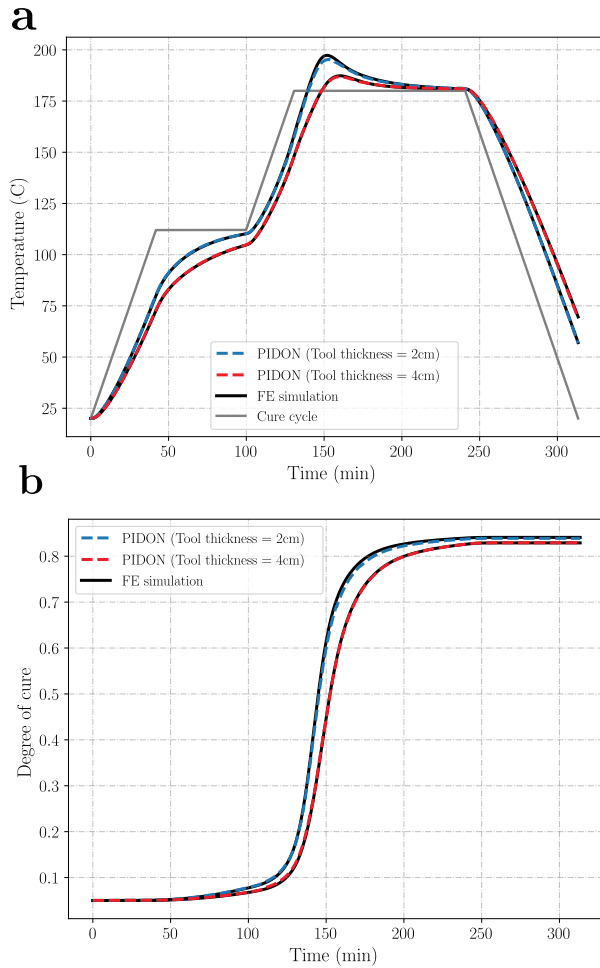 a
200
175
150
125
100
75
50
25
Temperature (C)
PIDON (Tool thickness = 2cm)
PIDON (Tool thickness = 4cm)
FE simulation
Cure cycle
0 50 100 150 200 250 300
Time (min)
b
PIDON (Tool thickness = 2cm)
PIDON (Tool thickness = 4cm)
FE simulation
0.8
0.7
0.6
0.5
0.4
0.3
0.2
0.1
Degree of cure
0 50 100 150 200 250 300
Time (min)